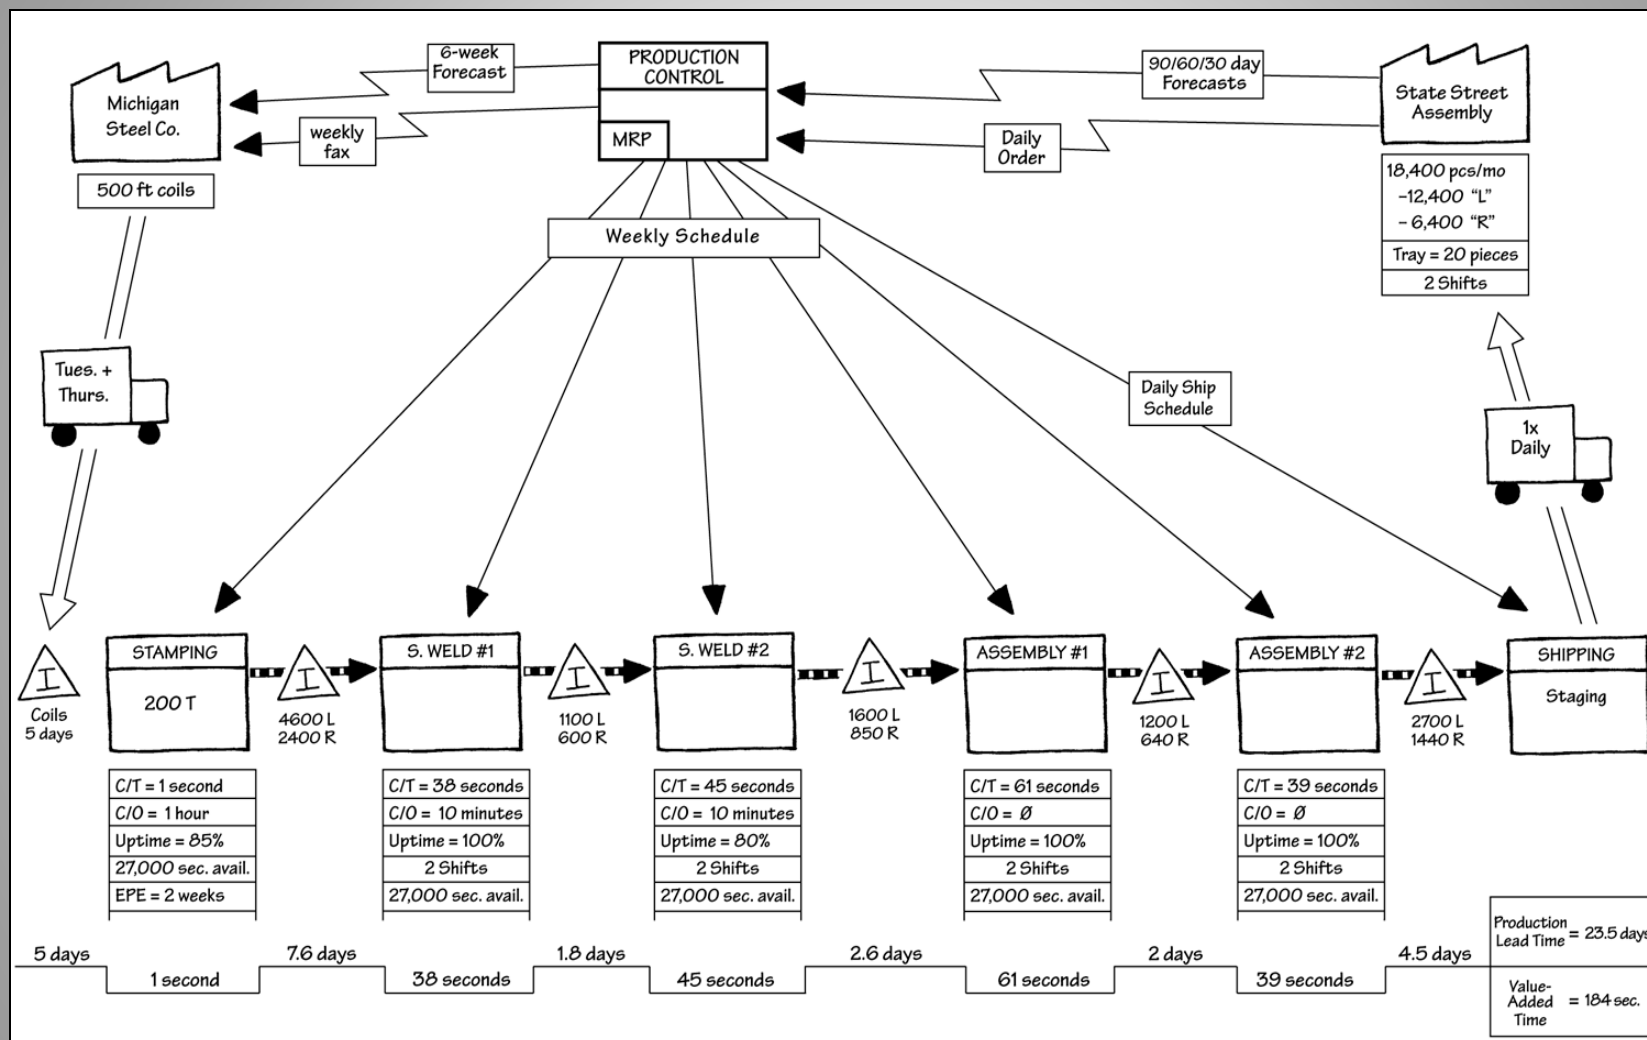 Michigan
Steel Co.
500 ft coils
6-week
Forecast
weekly
fax
PRODUCTION
CONTROL
MRP
90/60/30 day
Forecasts
Daily
Order
State Street
Assembly
18,400 pcs/mo
–12,400 “L”
– 6,400 “R”
Tray = 20 pieces
2 Shifts
Weekly Schedule
Tues. +
Thurs.
Daily Ship
Schedule
1x
Daily
I
Coils
5 days
STAMPING
200 T
C/T = 1 second
C/O = 1 hour
Uptime = 85%
27,000 sec. avail.
EPE = 2 weeks
I
4600 L
2400 R
S. WELD #1
C/T = 38 seconds
C/O = 10 minutes
Uptime = 100%
2 Shifts
27,000 sec. avail.
I
1100 L
600 R
S. WELD #2
C/T = 45 seconds
C/O = 10 minutes
Uptime = 80%
2 Shifts
27,000 sec. avail.
I
1600 L
850 R
ASSEMBLY #1
C/T = 61 seconds
C/O = Ø
Uptime = 100%
2 Shifts
27,000 sec. avail.
I
1200 L
640 R
ASSEMBLY #2
C/T = 39 seconds
C/O = Ø
Uptime = 100%
2 Shifts
27,000 sec. avail.
I
2700 L
1440 R
SHIPPING
Staging
5 days
1 second
7.6 days
38 seconds
1.8 days
45 seconds
2.6 days
61 seconds
2 days
39 seconds
4.5 days
Production
Lead Time = 23.5 days
Value-
Added = 184 sec.
Time